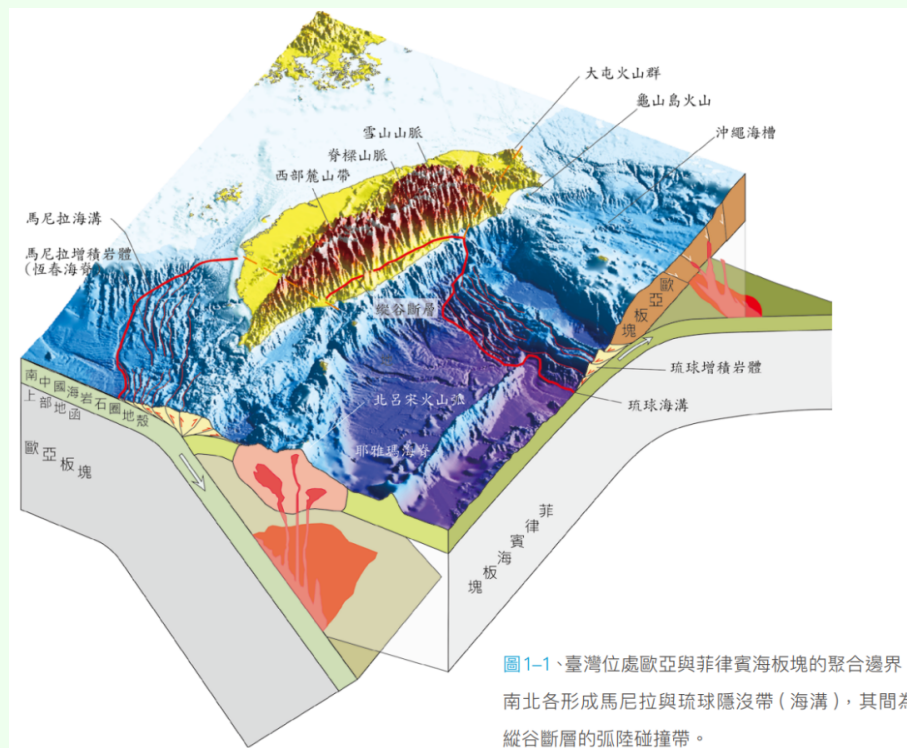 大屯火山群
龜山島火山
沖繩海槽
雪山山脈
脊樑山脈
西部麓山帶
馬尼拉海溝
馬尼拉增積岩體
(恆春海脊)
縱谷斷層
歐亞板塊
琉球增積岩體
琉球海溝
北呂宋火山弧
耶雅瑪海脊
南中國海岩石圈地殼
上部地函
歐亞板塊
菲律賓海板塊
圖1–1、臺灣位處歐亞與菲律賓海板塊的聚合邊界
南北各形成馬尼拉與琉球隱沒帶(海溝),其間為
縱谷斷層的弧陸碰撞帶。